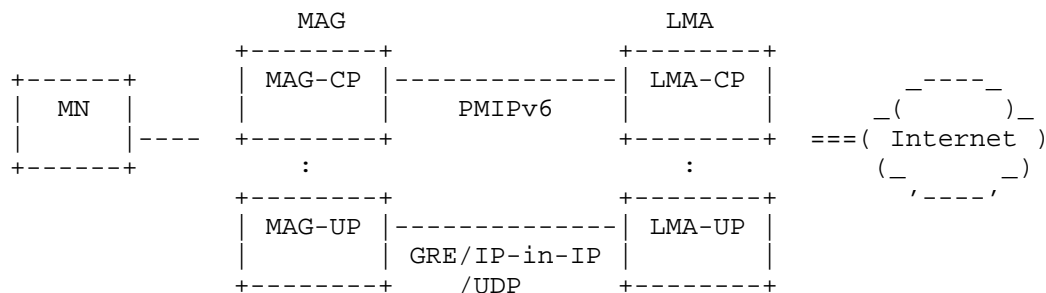 MAG LMA
MAG-CP LMA-CP
MN PMIPv6
Internet
: :
MAG-UP LMA-UP
GRE/IP-in-IP
/UDP